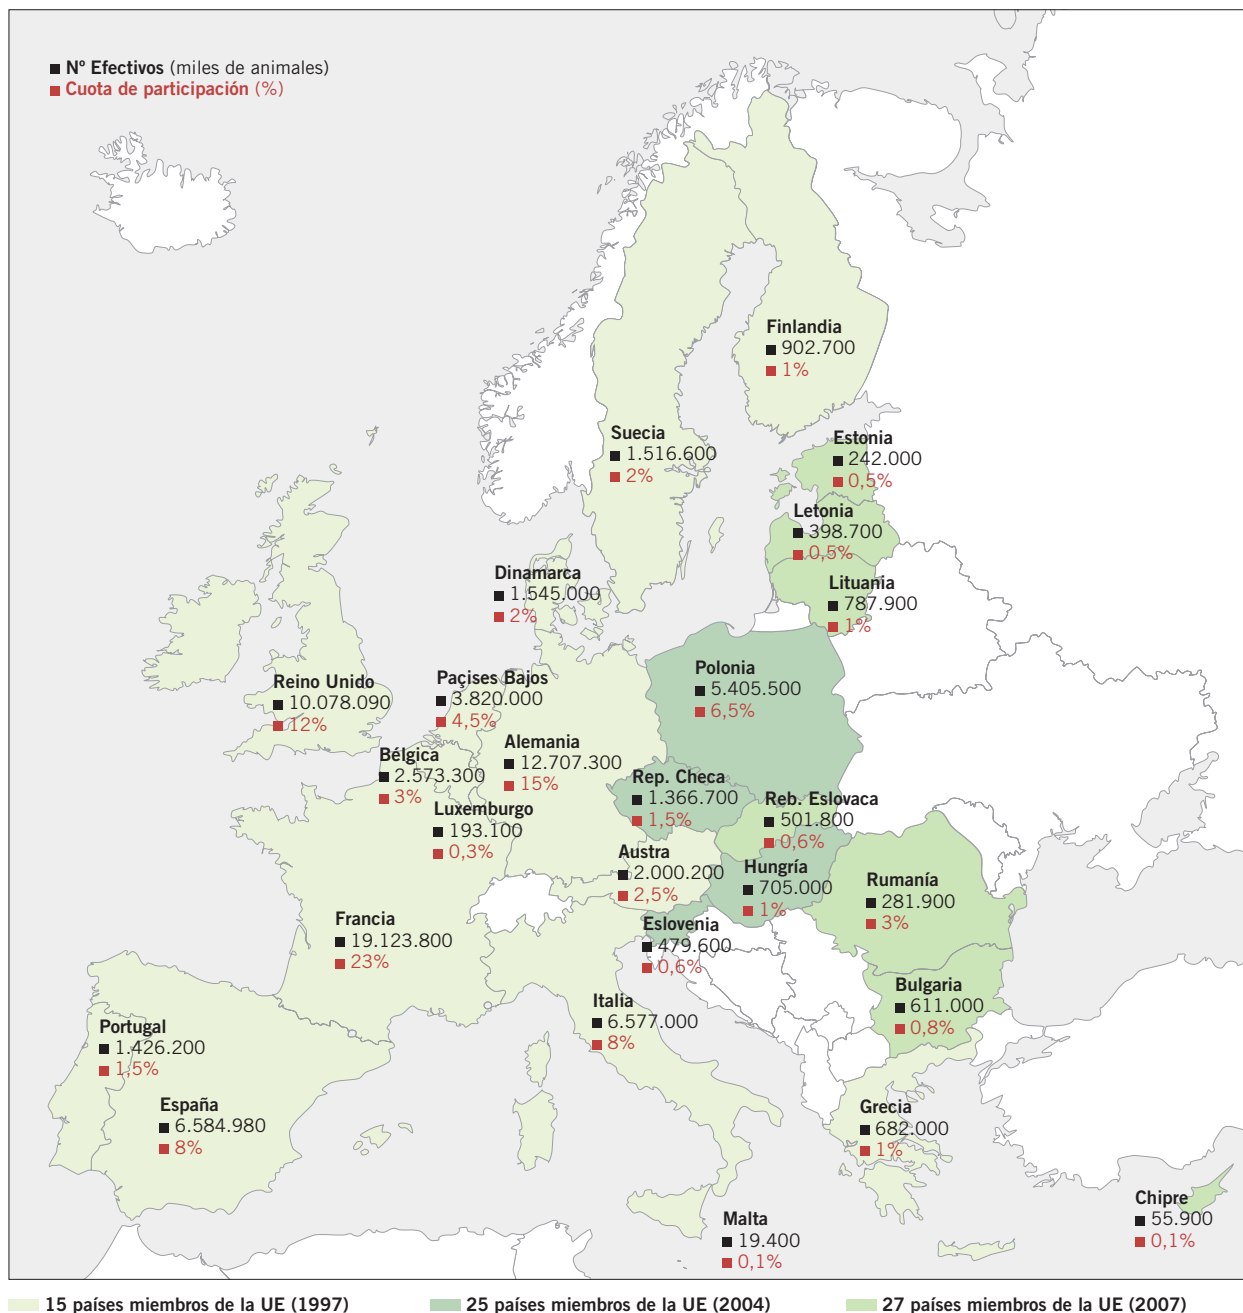 Nº Efectivos (miles de animales)
Cuota de participación (%)
Finlandia
902.700
1%
Suecia
1.516.600
2%
Estonia
242.000
0,5%
Letonia
398.700
0,5%
Lituania
787.900
1%
Dinamarca
1.545.000
2%
Polonia
5.405.500
6,5%
Reino Unido
10.078.090
12%
Paçises Bajos
3.820.000
4,5%
Alemania
12.707.300
15%
Bélgica
2.573.300
3%
Rep. Checa
1.366.700
1,5%
Reb. Eslovaca
501.800
0,6%
Luxemburgo
193.100
0,3%
Austra
2.000.200
2,5%
Hungría
705.000
1%
Rumanía
281.900
3%
Francia
19.123.800
23%
Eslovenia
479.600
0,6%
Bulgaria
611.000
0,8%
Italia
6.577.000
8%
Portugal
1.426.200
1,5%
España
6.584.980
8%
Grecia
682.000
1%
Malta
19.400
0,1%
Chipre
55.900
0,1%
15 países miembros de la UE (1997)
25 países miembros de la UE (2004)
27 países miembros de la UE (2007)